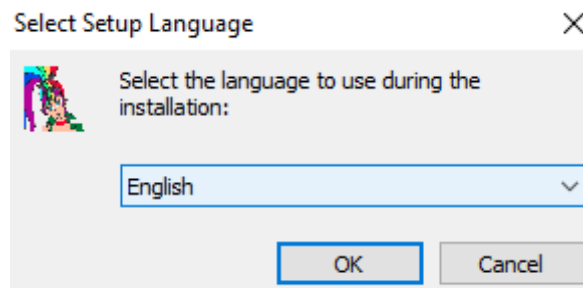 Select Setup Language
Select the language to use during the
installation:
English
OK
Cancel